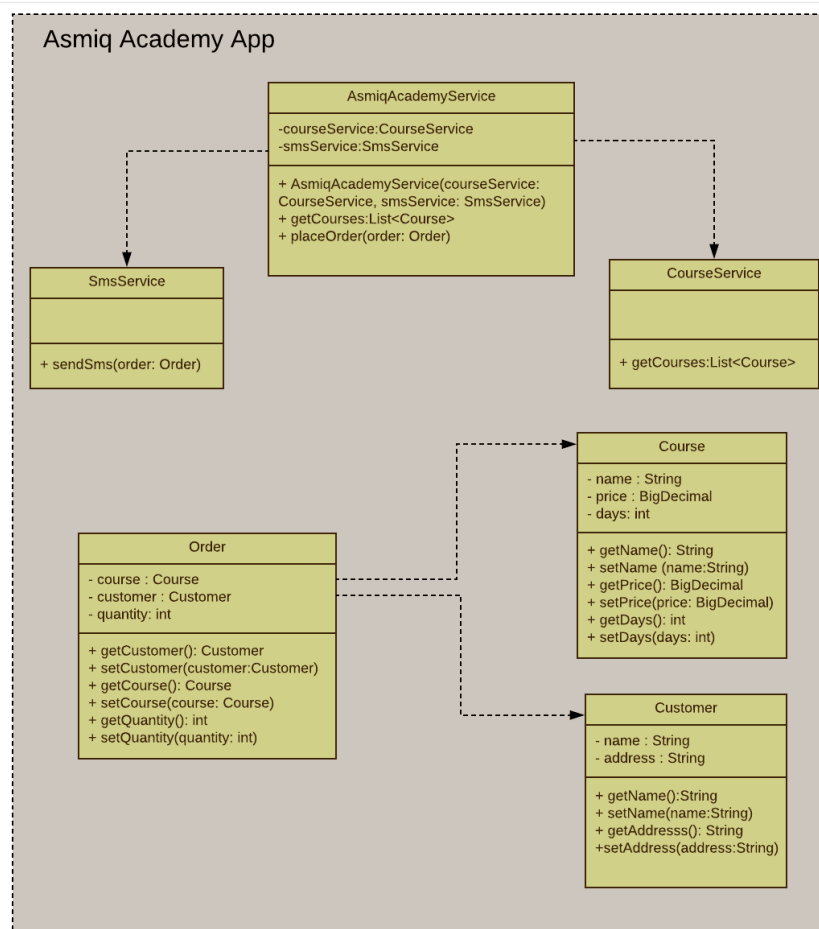 Asmiq Academy App
AsmiqAcademyService
-courseService:CourseService
-smsService:SmsService
+ AsmiqAcademyService(courseService:
CourseService, smsService: SmsService)
+ getCourses:List<Course>
+ placeOrder(order: Order)
SmsService
+ sendSms(order: Order)
CourseService
+ getCourses:List<Course>
Course
- name : String
- price : BigDecimal
- days: int
+ getName(): String
+ setName (name:String)
+ getPrice(): BigDecimal
+ setPrice(price: BigDecimal)
+ getDays(): int
+ setDays(days: int)
Order
- course : Course
- customer : Customer
- quantity: int
+ getCustomer(): Customer
+ setCustomer(customer:Customer)
+ getCourse(): Course
+ setCourse(course: Course)
+ getQuantity(): int
+ setQuantity(quantity: int)
Customer
- name : String
- address : String
+ getName():String
+ setName(name:String)
+ getAddresss(): String
+setAddress(address:String)